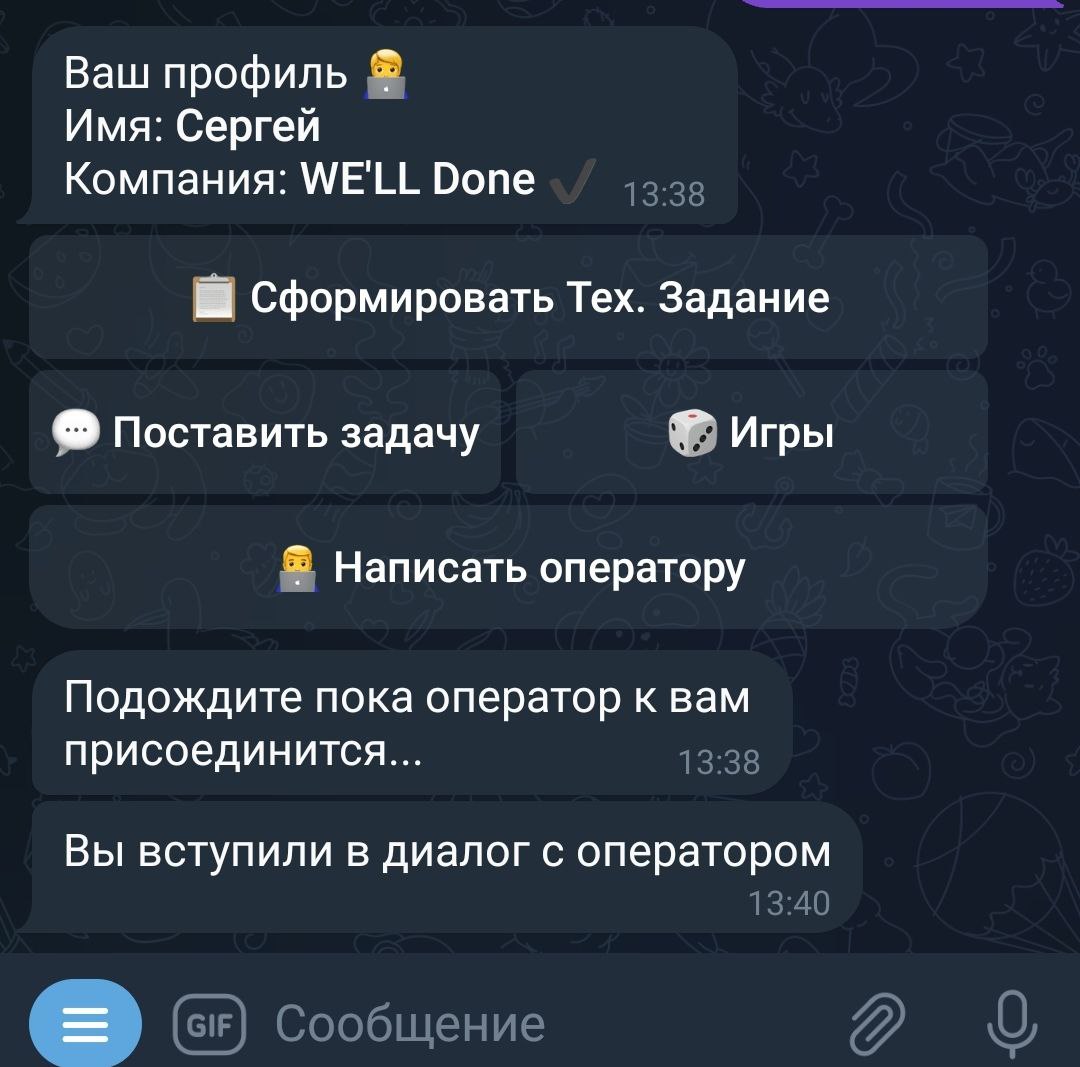 Ваш профиль 👨‍💻
Имя: Сергей
Компания: WE'LL Done ✔️ 13:38
📋 Сформировать Тех. Задание
💬 Поставить задачу
🎲 Игры
👨‍💻 Написать оператору
Подождите пока оператор к вам
присоединится... 13:38
Вы вступили в диалог с оператором
13:40
GIF Сообщение